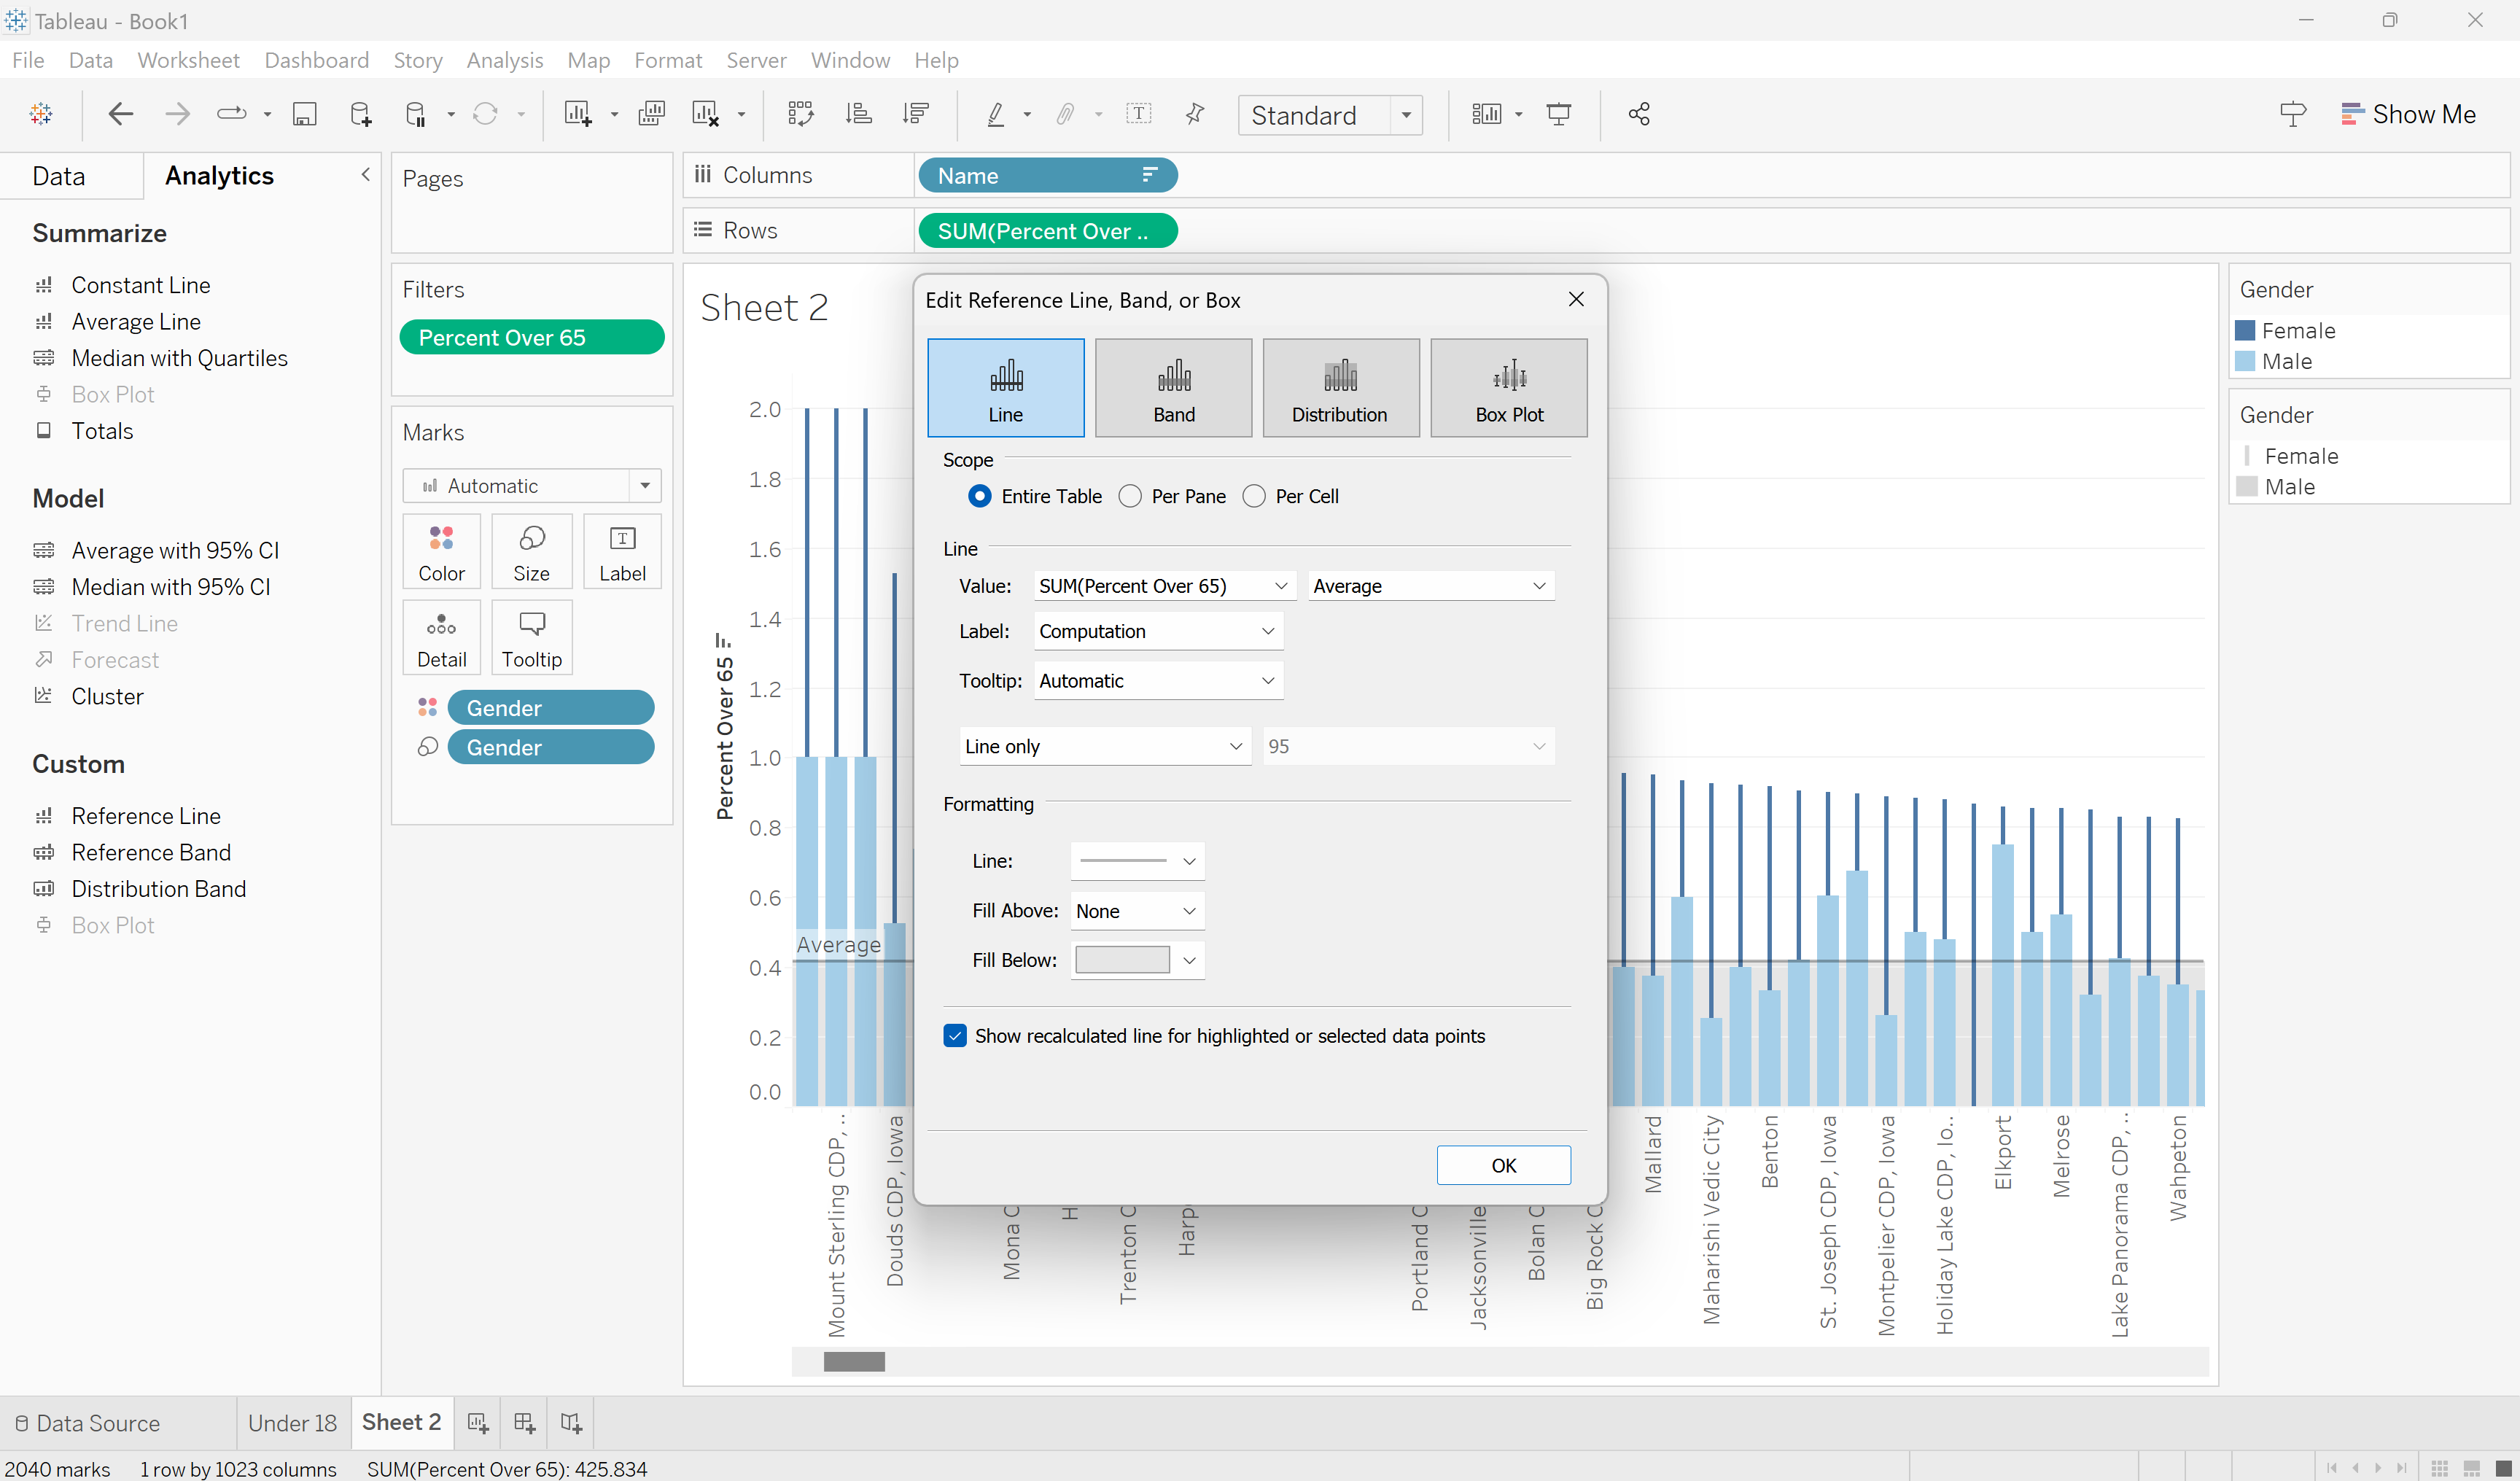 Tableau - Book1
File Data Worksheet Dashboard Story Analysis Map Format Server Window Help
Standard
Show Me
Data
Analytics
Summarize
Constant Line
Average Line
Median with Quartiles
Box Plot
Totals
Model
Average with 95% CI
Median with 95% CI
Trend Line
Forecast
Cluster
Custom
Reference Line
Reference Band
Distribution Band
Box Plot
Pages
Filters
Percent Over 65
Marks
Automatic
Color
Size
Label
Detail
Tooltip
Gender
Gender
Columns
Name
Rows
SUM(Percent Over ..
Sheet 2
Percent Over 65
2.0
1.8
1.6
1.4
1.2
1.0
0.8
0.6
0.4
0.2
0.0
Average
Mount Sterling CDP, ..
Douds CDP, Iowa
Mona C
H
Trenton C
Harp
Portland C
Jacksonville
Bolan C
Big Rock C
Mallard
Maharishi Vedic City
Benton
St. Joseph CDP, Iowa
Montpelier CDP, Iowa
Holiday Lake CDP, Io..
Elkport
Melrose
Lake Panorama CDP, ..
Wahpeton
Edit Reference Line, Band, or Box
Line
Band
Distribution
Box Plot
Scope
Entire Table
Per Pane
Per Cell
Line
Value: SUM(Percent Over 65) Average
Label: Computation
Tooltip: Automatic
Line only 95
Formatting
Line:
Fill Above: None
Fill Below:
Show recalculated line for highlighted or selected data points
OK
Gender
Female
Male
Gender
Female
Male
Data Source
Under 18
Sheet 2
2040 marks 1 row by 1023 columns SUM(Percent Over 65): 425.834